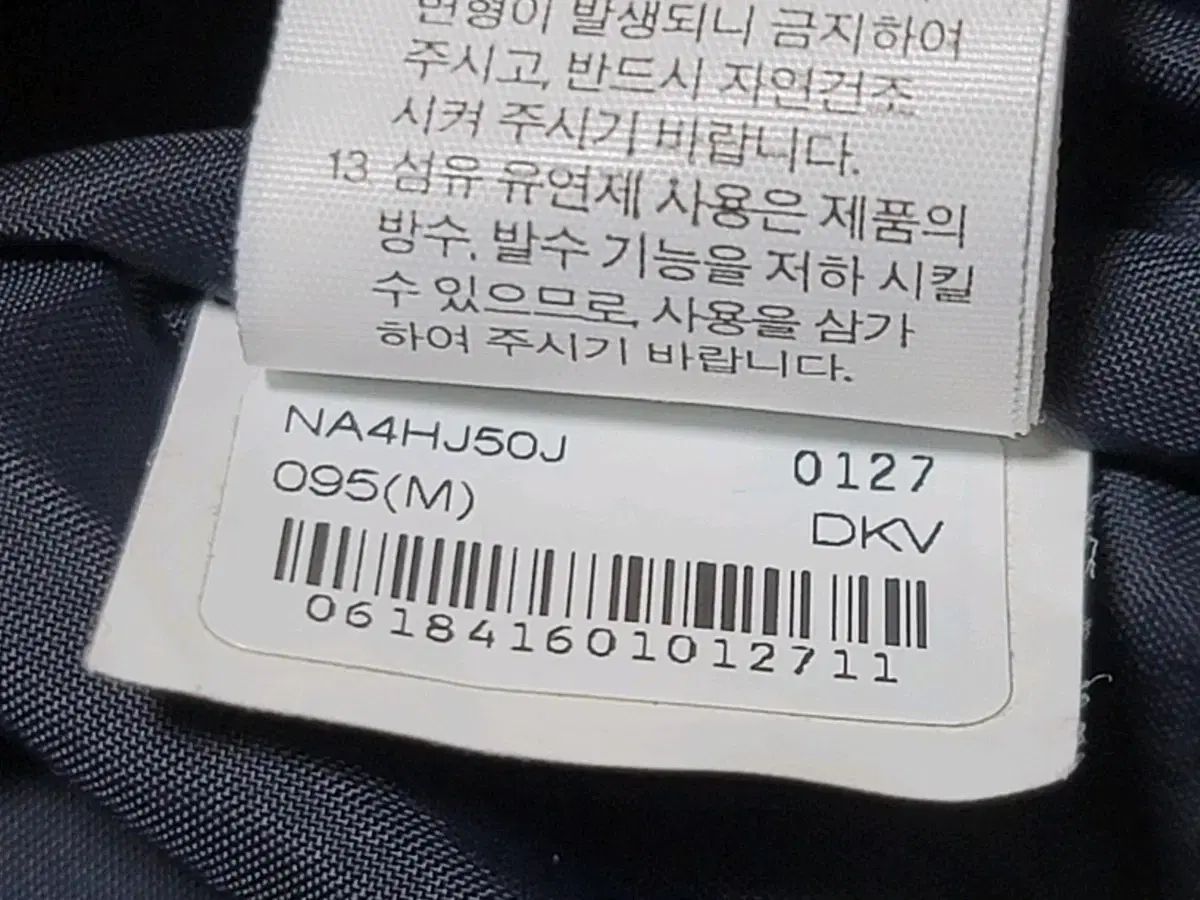 변형이 발생되니 금지하여
주시고, 반드시 자연건조
시켜 주시기 바랍니다.
13 섬유 유연제 사용은 제품의
방수, 발수 기능을 저하 시킬
수 있으므로, 사용을 삼가
하여 주시기 바랍니다.
NA4HJ50J 0127
095(M) DKV
061841601012711